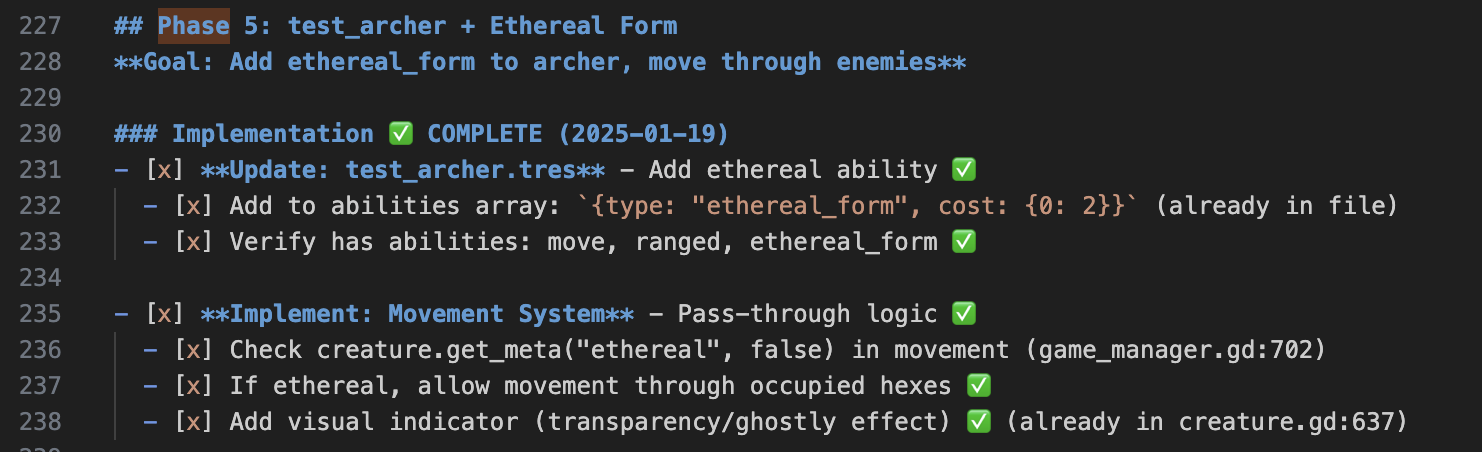 227 ## Phase 5: test_archer + Ethereal Form
228 **Goal: Add ethereal_form to archer, move through enemies**
229
230 ### Implementation ✅ COMPLETE (2025-01-19)
231 - [x] **Update: test_archer.tres** - Add ethereal ability ✅
232 - [x] Add to abilities array: `{type: "ethereal_form", cost: {0: 2}}` (already in file)
233 - [x] Verify has abilities: move, ranged, ethereal_form ✅
234
235 - [x] **Implement: Movement System** - Pass-through logic ✅
236 - [x] Check creature.get_meta("ethereal", false) in movement (game_manager.gd:702)
237 - [x] If ethereal, allow movement through occupied hexes ✅
238 - [x] Add visual indicator (transparency/ghostly effect) ✅ (already in creature.gd:637)